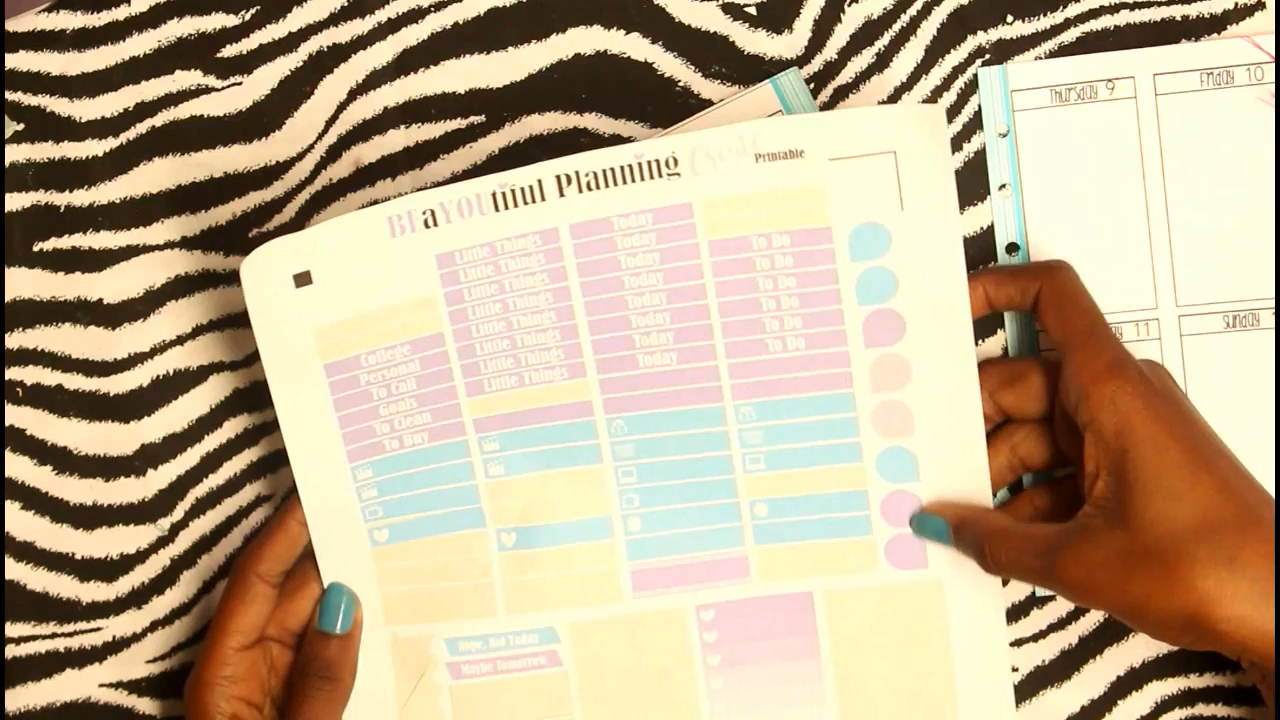 BEaYOUtiful Planning
Printable
College
Personal
To Call
Goals
To Clean
To Buy
Little Things
Little Things
Little Things
Little Things
Little Things
Little Things
Little Things
Little Things
Today
Today
Today
Today
Today
Today
Today
Today
To Do
To Do
To Do
To Do
To Do
To Do
Nope, Not Today
Maybe Tomorrow
Thursday 9
Friday 10
11
Sunday